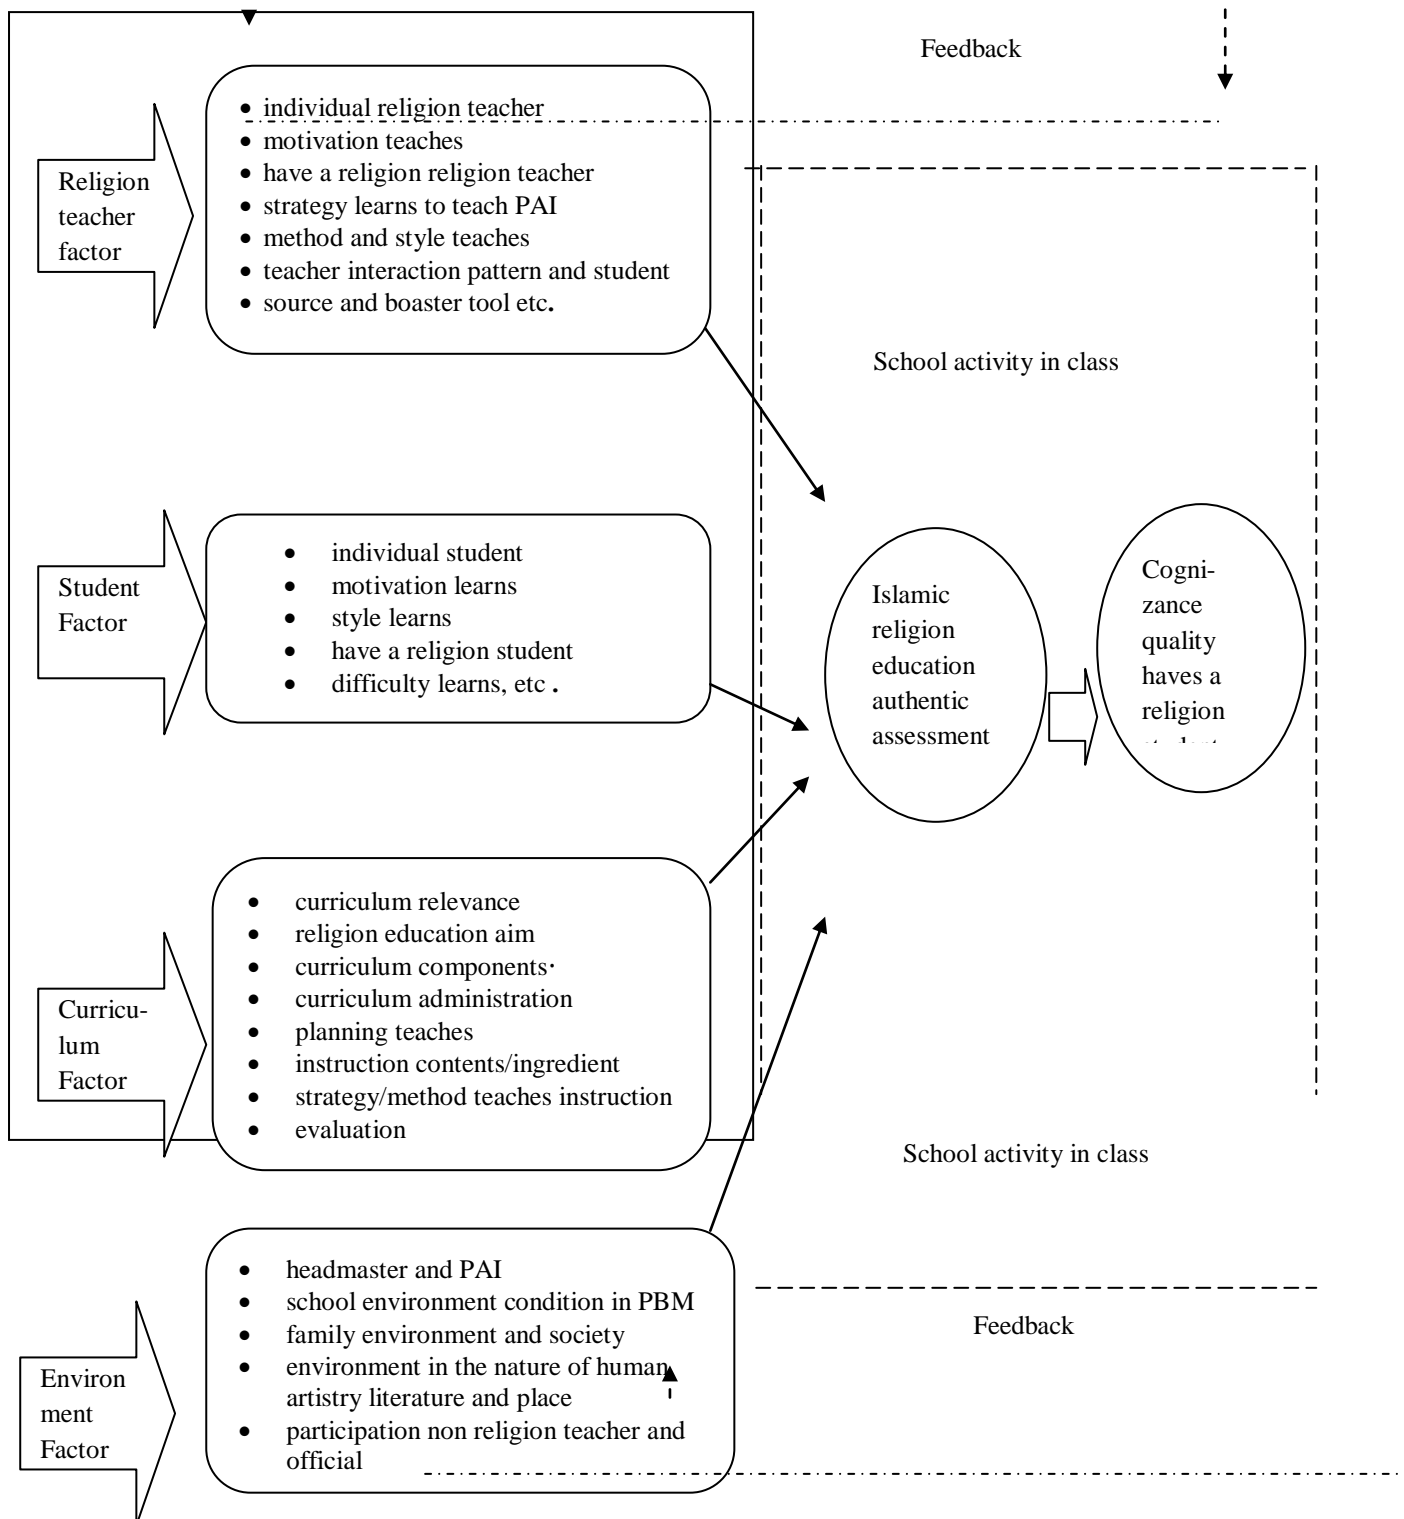 Feedback
Religion
teacher
factor
• individual religion teacher
• motivation teaches
• have a religion religion teacher
• strategy learns to teach PAI
• method and style teaches
• teacher interaction pattern and student
• source and boaster tool etc.
School activity in class
Student
Factor
• individual student
• motivation learns
• style learns
• have a religion student
• difficulty learns, etc .
Islamic
religion
education
authentic
assessment
Cogni-
zance
quality
haves a
religion
Curricu-
lum
Factor
• curriculum relevance
• religion education aim
• curriculum components·
• curriculum administration
• planning teaches
• instruction contents/ingredient
• strategy/method teaches instruction
• evaluation
School activity in class
Environ
ment
Factor
• headmaster and PAI
• school environment condition in PBM
• family environment and society
• environment in the nature of human
artistry literature and place
• participation non religion teacher and
official
Feedback